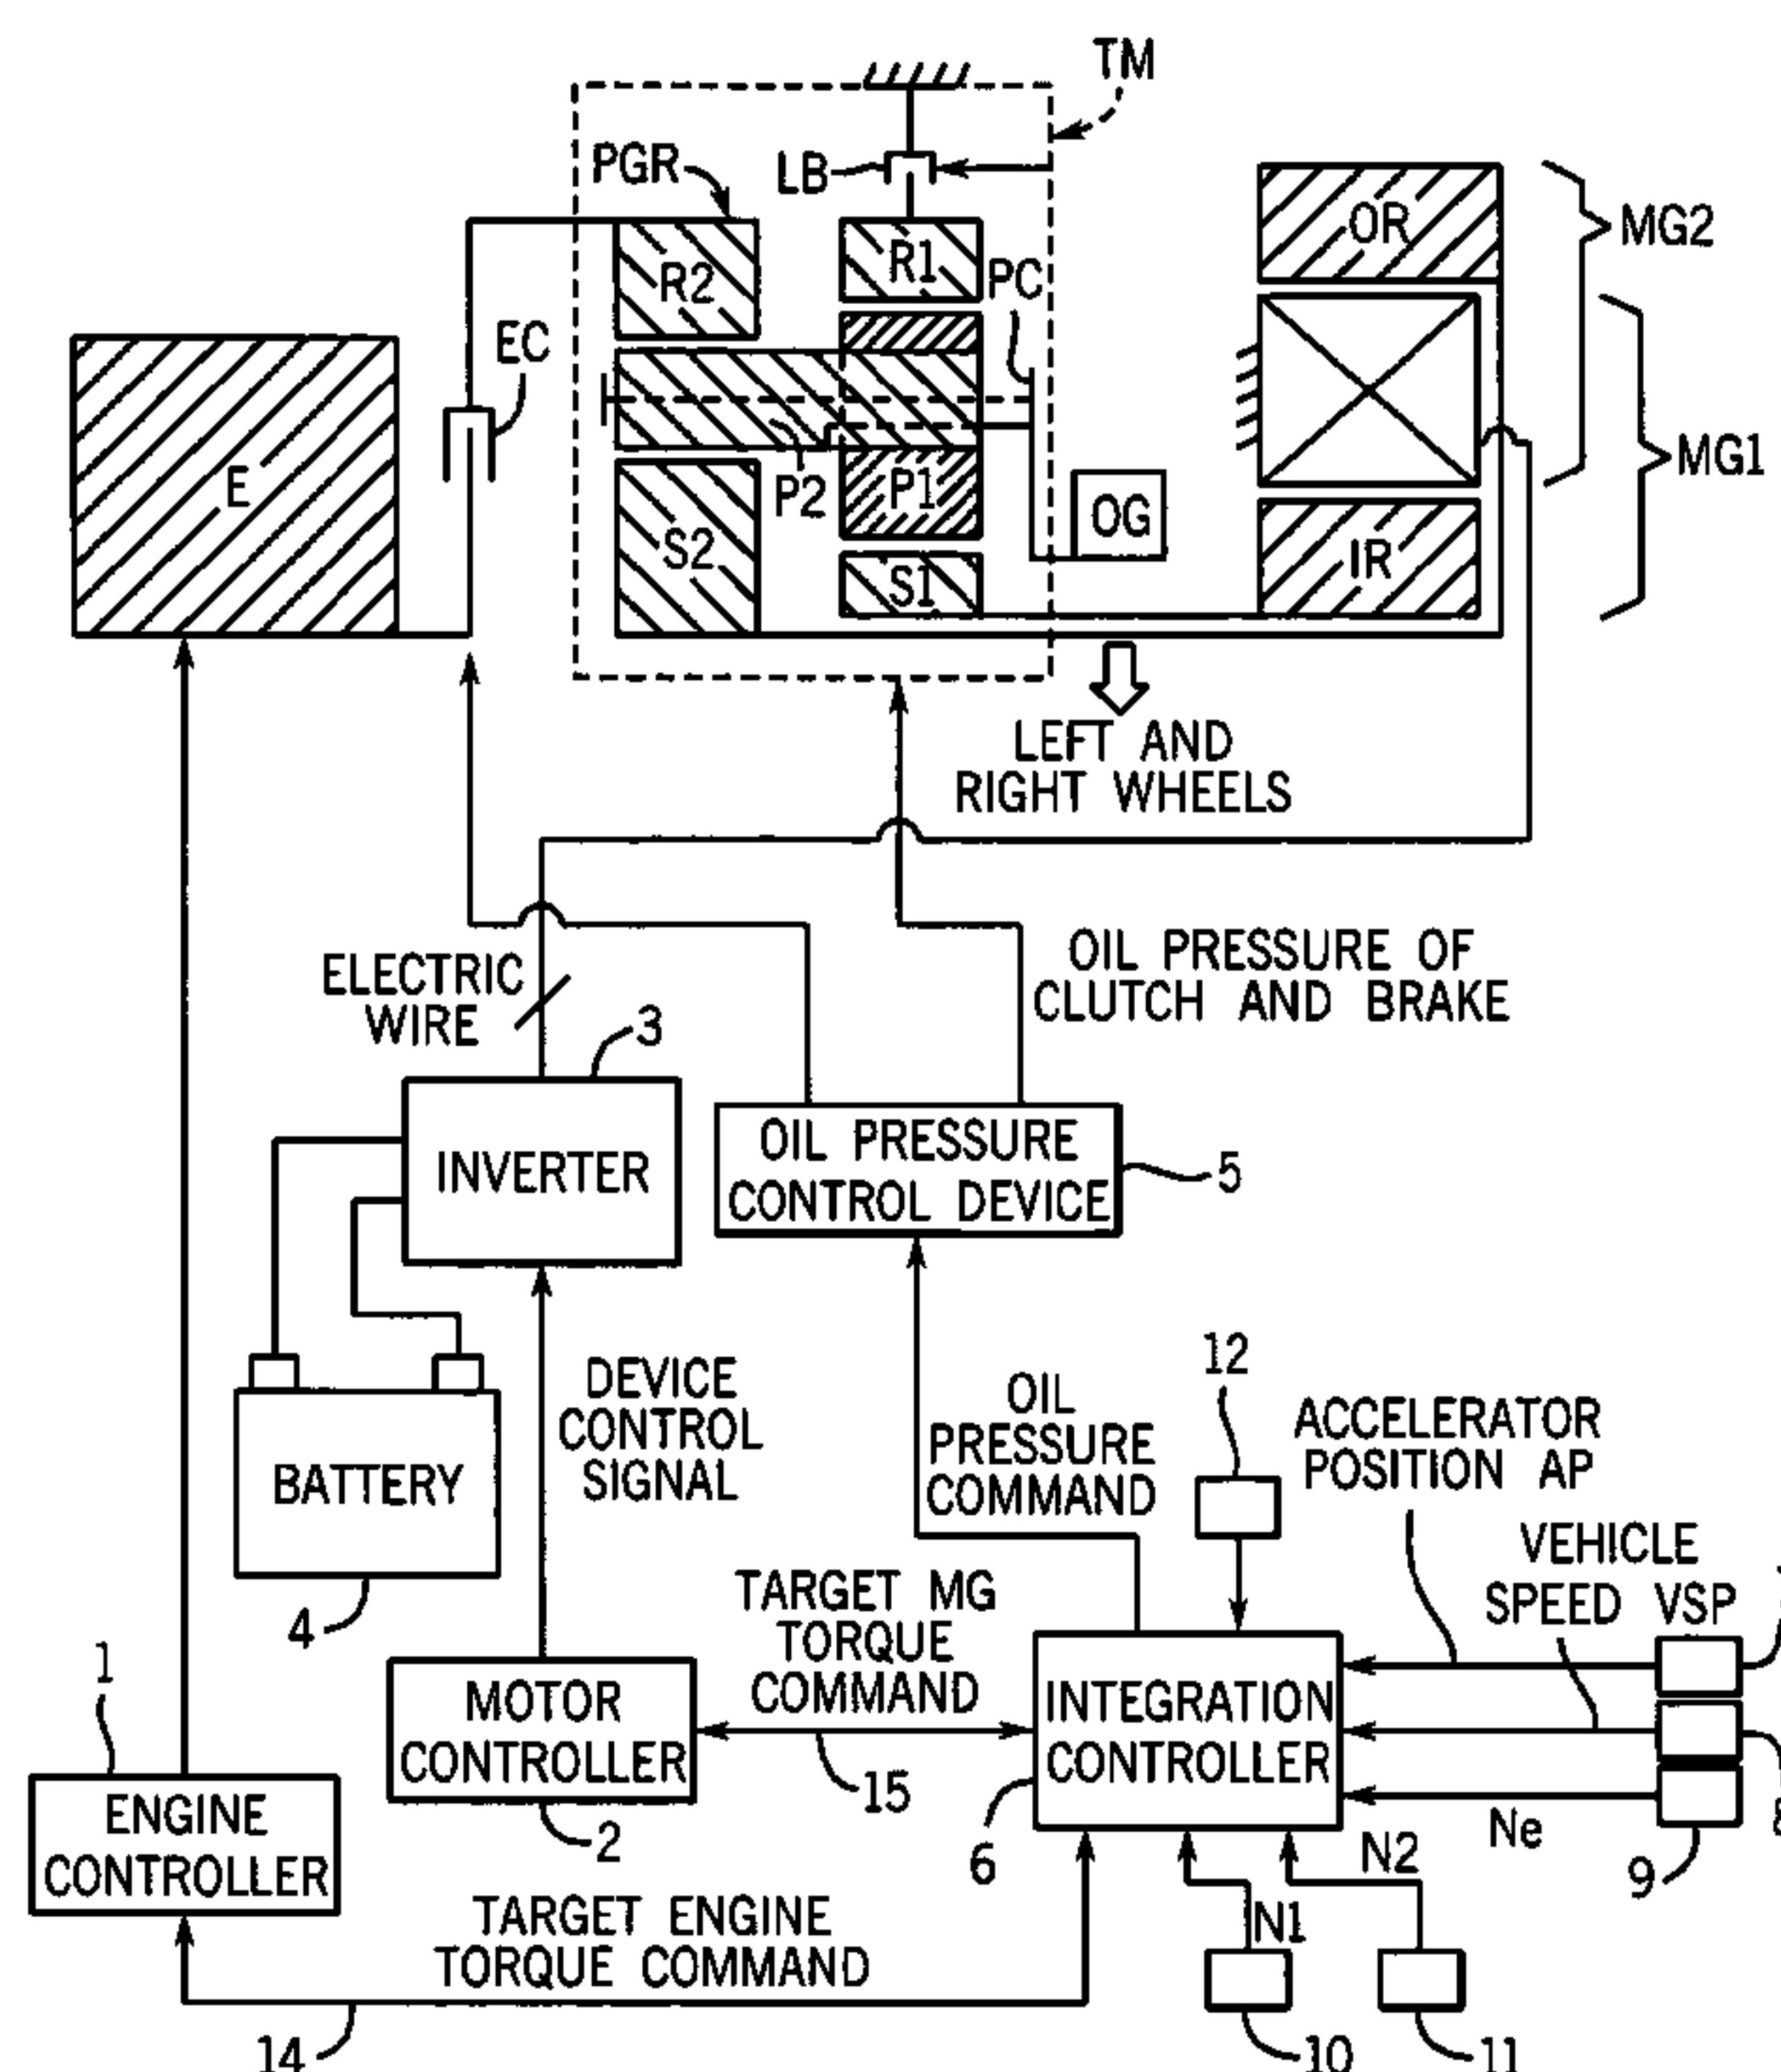 TM
PGR
LB
OR
MG2
R2
R1
PC
EC
E
P2
P1
MG1
OG
S2
S1
IR
LEFT AND
RIGHT WHEELS
ELECTRIC
WIRE
OIL PRESSURE OF
CLUTCH AND BRAKE
3
INVERTER
OIL PRESSURE
CONTROL DEVICE
5
12
DEVICE
CONTROL
SIGNAL
OIL
PRESSURE
COMMAND
ACCELERATOR
POSITION AP
BATTERY
VEHICLE
SPEED VSP
4
TARGET MG
TORQUE
COMMAND
1
MOTOR
CONTROLLER
INTEGRATION
CONTROLLER
15
2
6
Ne
9
ENGINE
CONTROLLER
N2
N1
TARGET ENGINE
TORQUE COMMAND
14
10
11